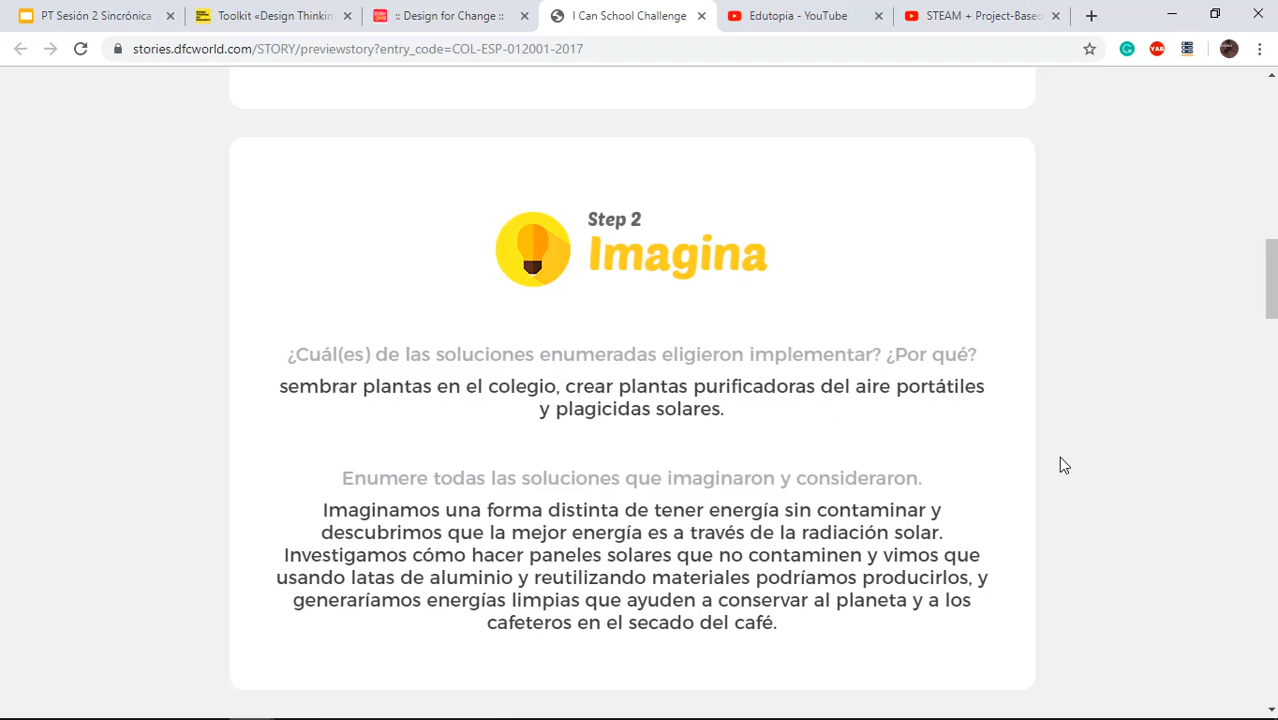 PT Sesión 2 Sincrónica
Toolkit «Design Thinkin
:: Design for Change ::
I Can School Challenge
Edutopia - YouTube
STEAM + Project-Based
stories.dfcworld.com/STORY/previewstory?entry_code=COL-ESP-012001-2017
YAB
Step 2
Imagina
¿Cuál(es) de las soluciones enumeradas eligieron implementar? ¿Por qué?
sembrar plantas en el colegio, crear plantas purificadoras del aire portátiles
y plagicidas solares.
Enumere todas las soluciones que imaginaron y consideraron.
Imaginamos una forma distinta de tener energía sin contaminar y
descubrimos que la mejor energía es a través de la radiación solar.
Investigamos cómo hacer paneles solares que no contaminen y vimos que
usando latas de aluminio y reutilizando materiales podríamos producirlos, y
generaríamos energías limpias que ayuden a conservar al planeta y a los
cafeteros en el secado del café.